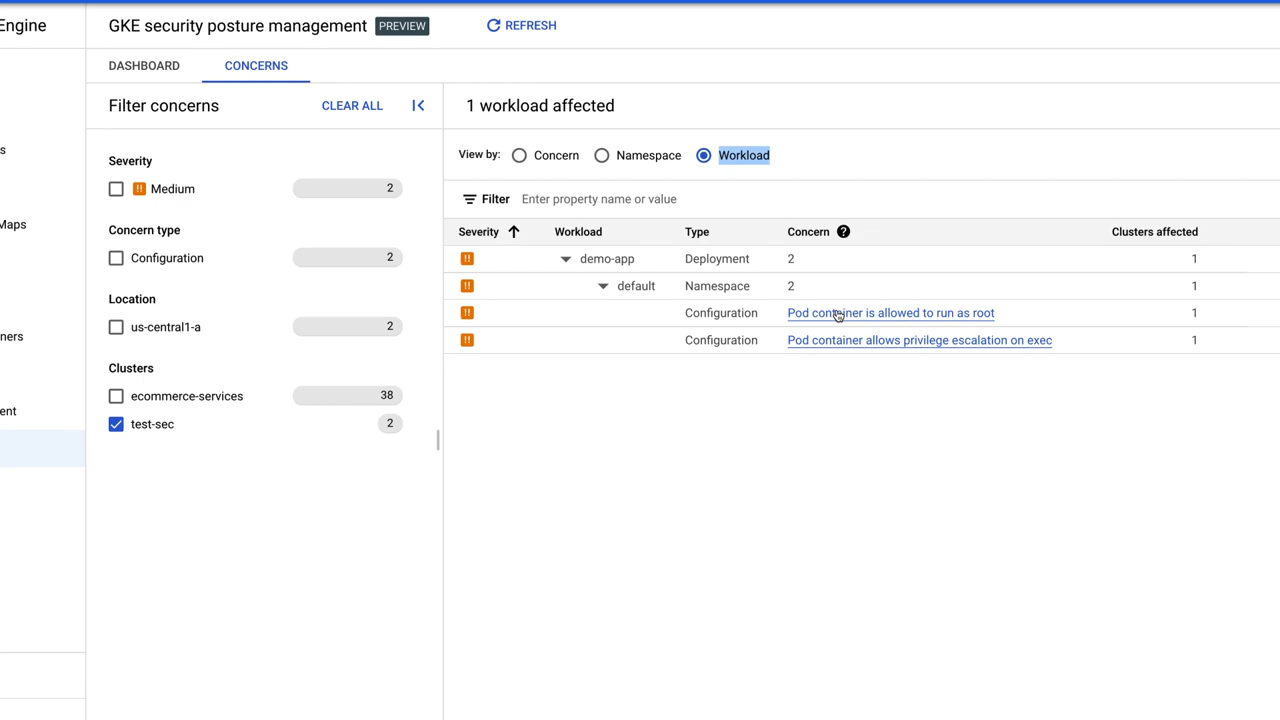 Engine
GKE security posture management PREVIEW REFRESH
DASHBOARD CONCERNS
Filter concerns CLEAR ALL
1 workload affected
View by: Concern Namespace Workload
Severity
Medium 2
Filter Enter property name or value
Concern type
Configuration 2
Location
us-central1-a 2
Clusters
ecommerce-services 38
test-sec 2
Severity Workload Type Concern Clusters affected
demo-app Deployment 2 1
default Namespace 2 1
Configuration Pod container is allowed to run as root 1
Configuration Pod container allows privilege escalation on exec 1
s
Maps
ners
ent